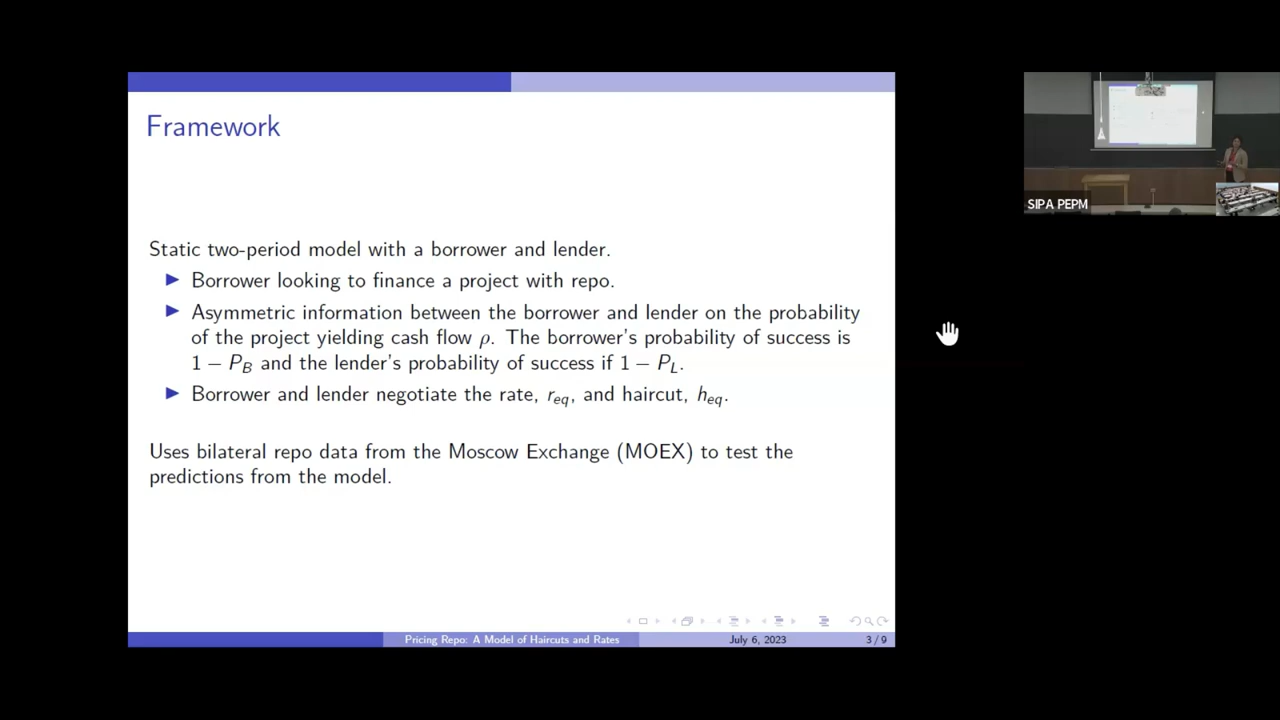 Framework
Static two-period model with a borrower and lender.
Borrower looking to finance a project with repo.
Asymmetric information between the borrower and lender on the probability
of the project yielding cash flow ρ. The borrower's probability of success is
1 − P_B and the lender's probability of success if 1 − P_L.
Borrower and lender negotiate the rate, r_eq, and haircut, h_eq.
Uses bilateral repo data from the Moscow Exchange (MOEX) to test the
predictions from the model.
Pricing Repo: A Model of Haircuts and Rates
July 6, 2023
3 / 9
SIPA PEPM